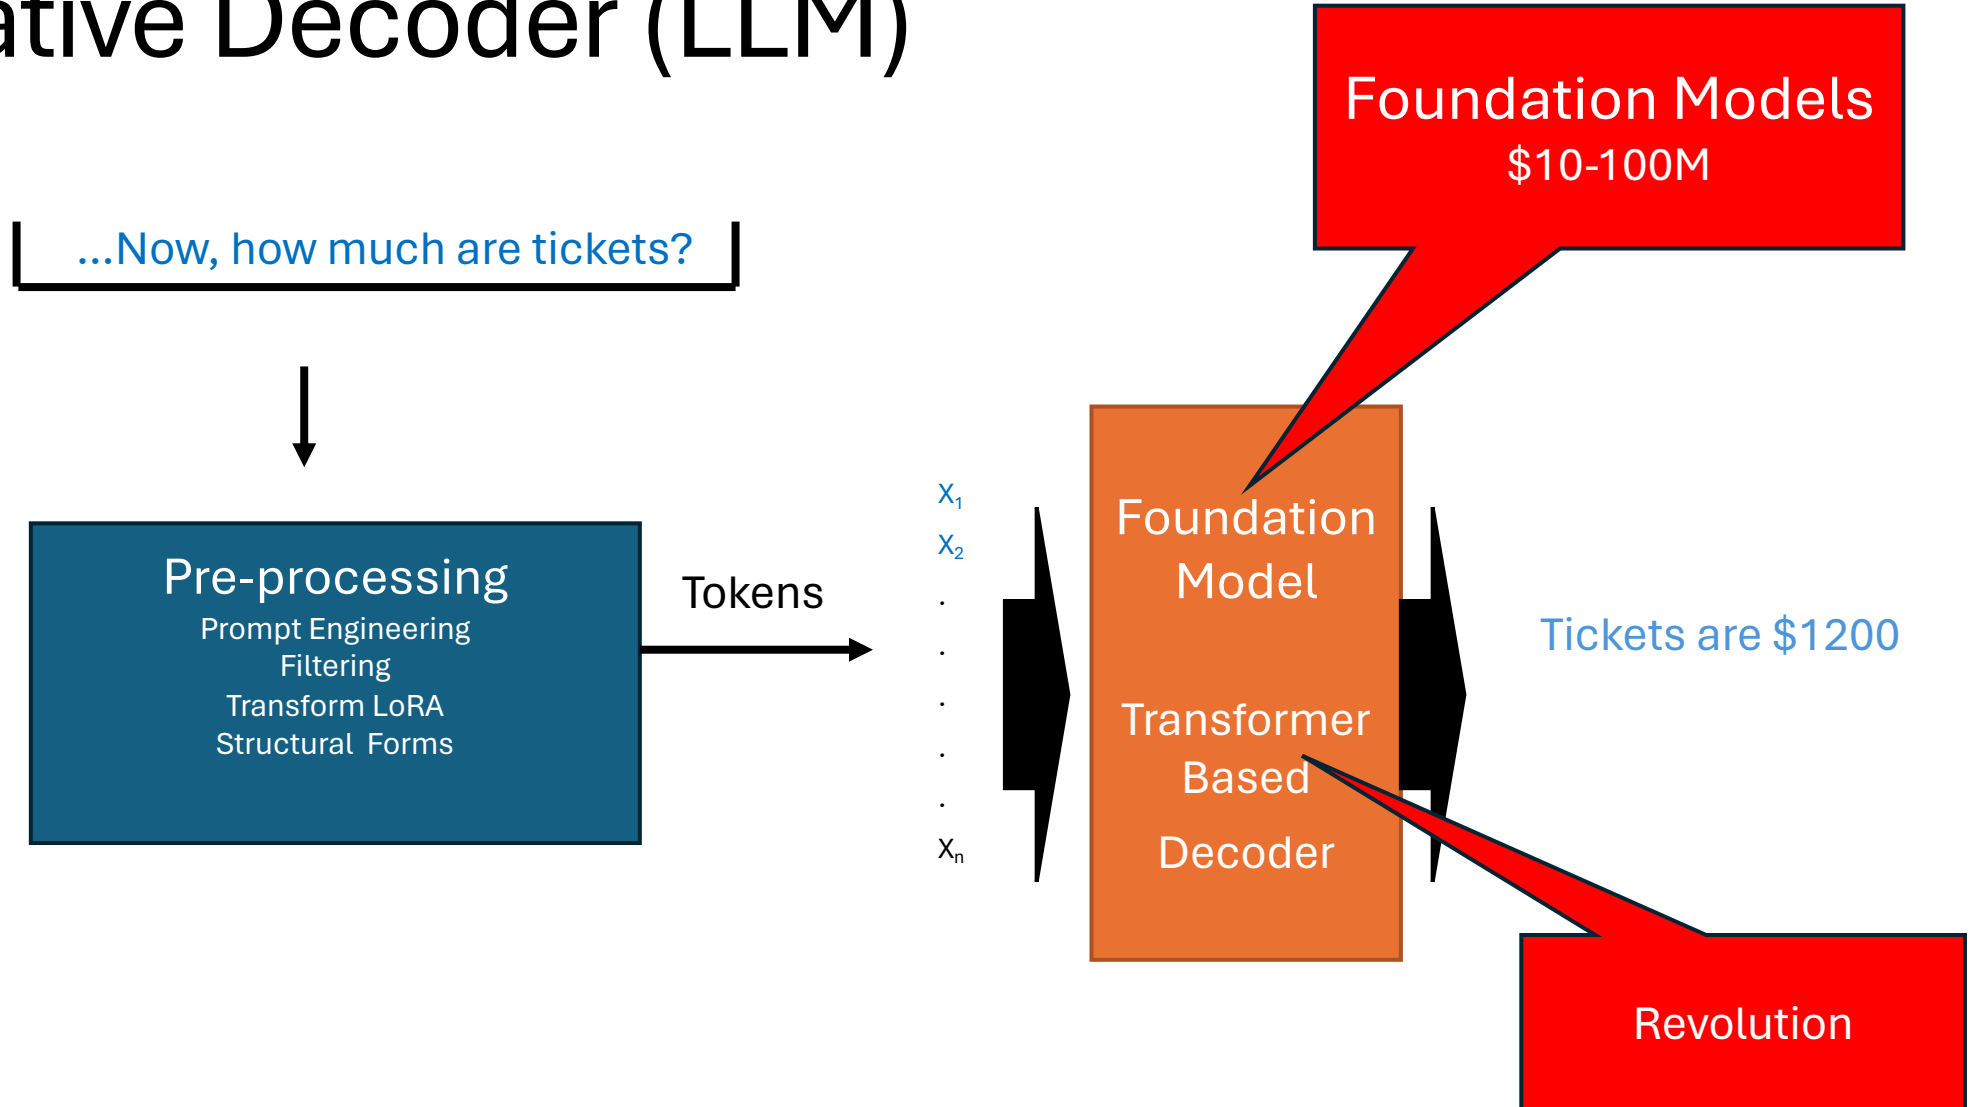 ative Decoder (LLM)
Foundation Models
$10-100M
...Now, how much are tickets?
Pre-processing
Prompt Engineering
Filtering
Transform LoRA
Structural Forms
Tokens
X1
X2
.
.
.
.
.
Xn
Foundation
Model
Transformer
Based
Decoder
Tickets are $1200
Revolution